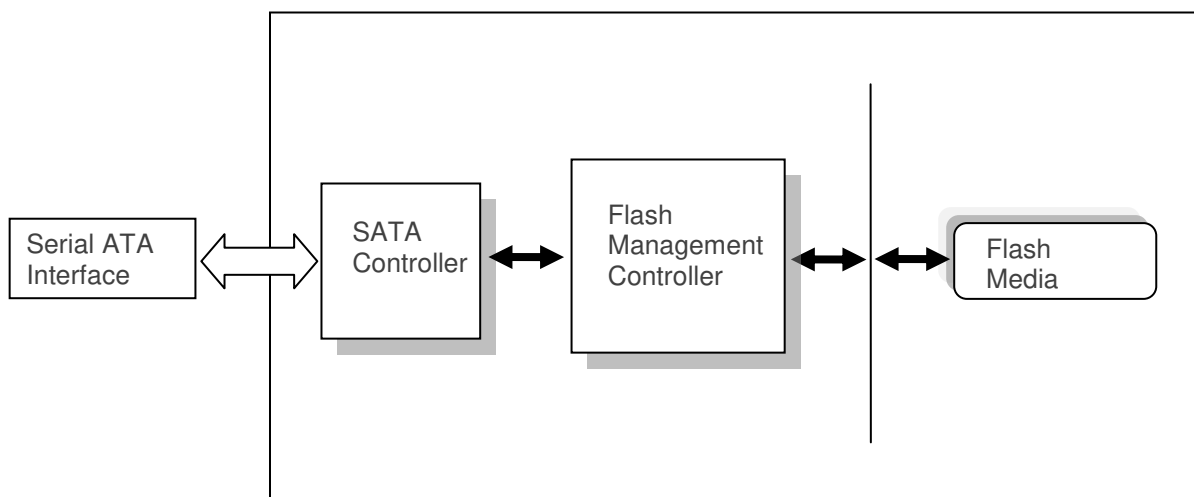 Serial ATA
Interface
SATA
Controller
Flash
Management
Controller
Flash
Media